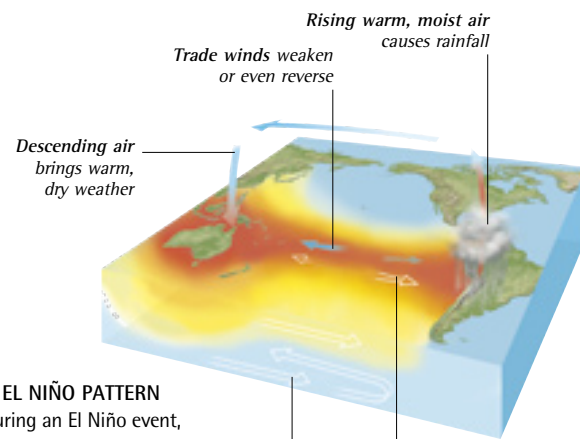 Rising warm, moist air
causes rainfall
Trade winds weaken
or even reverse
Descending air
brings warm,
dry weather
EL NIÑO PATTERN
uring an El Niño event,